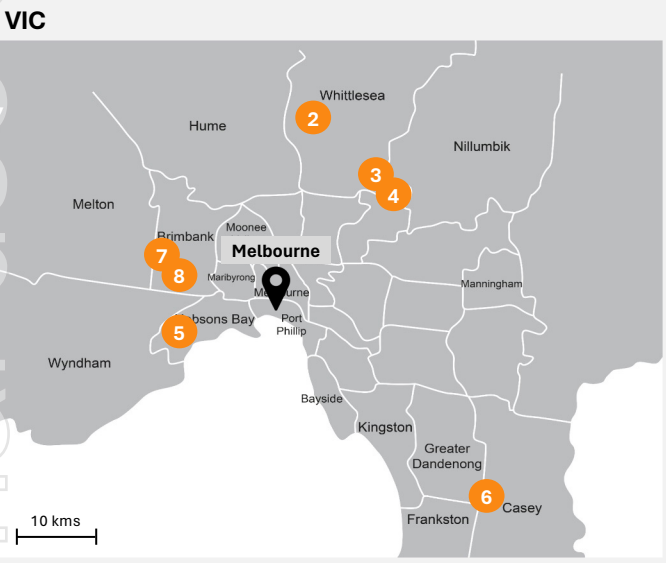 VIC
Whittlesea
2
Hume
Nillumbik
3
4
Melton
Moonee
Brimbank
Melbourne
7
8
Maribyrong
Manningham
5
Port
Phillip
Wyndham
Bayside
Kingston
Greater
Dandenong
6
Casey
Frankston
10 kms